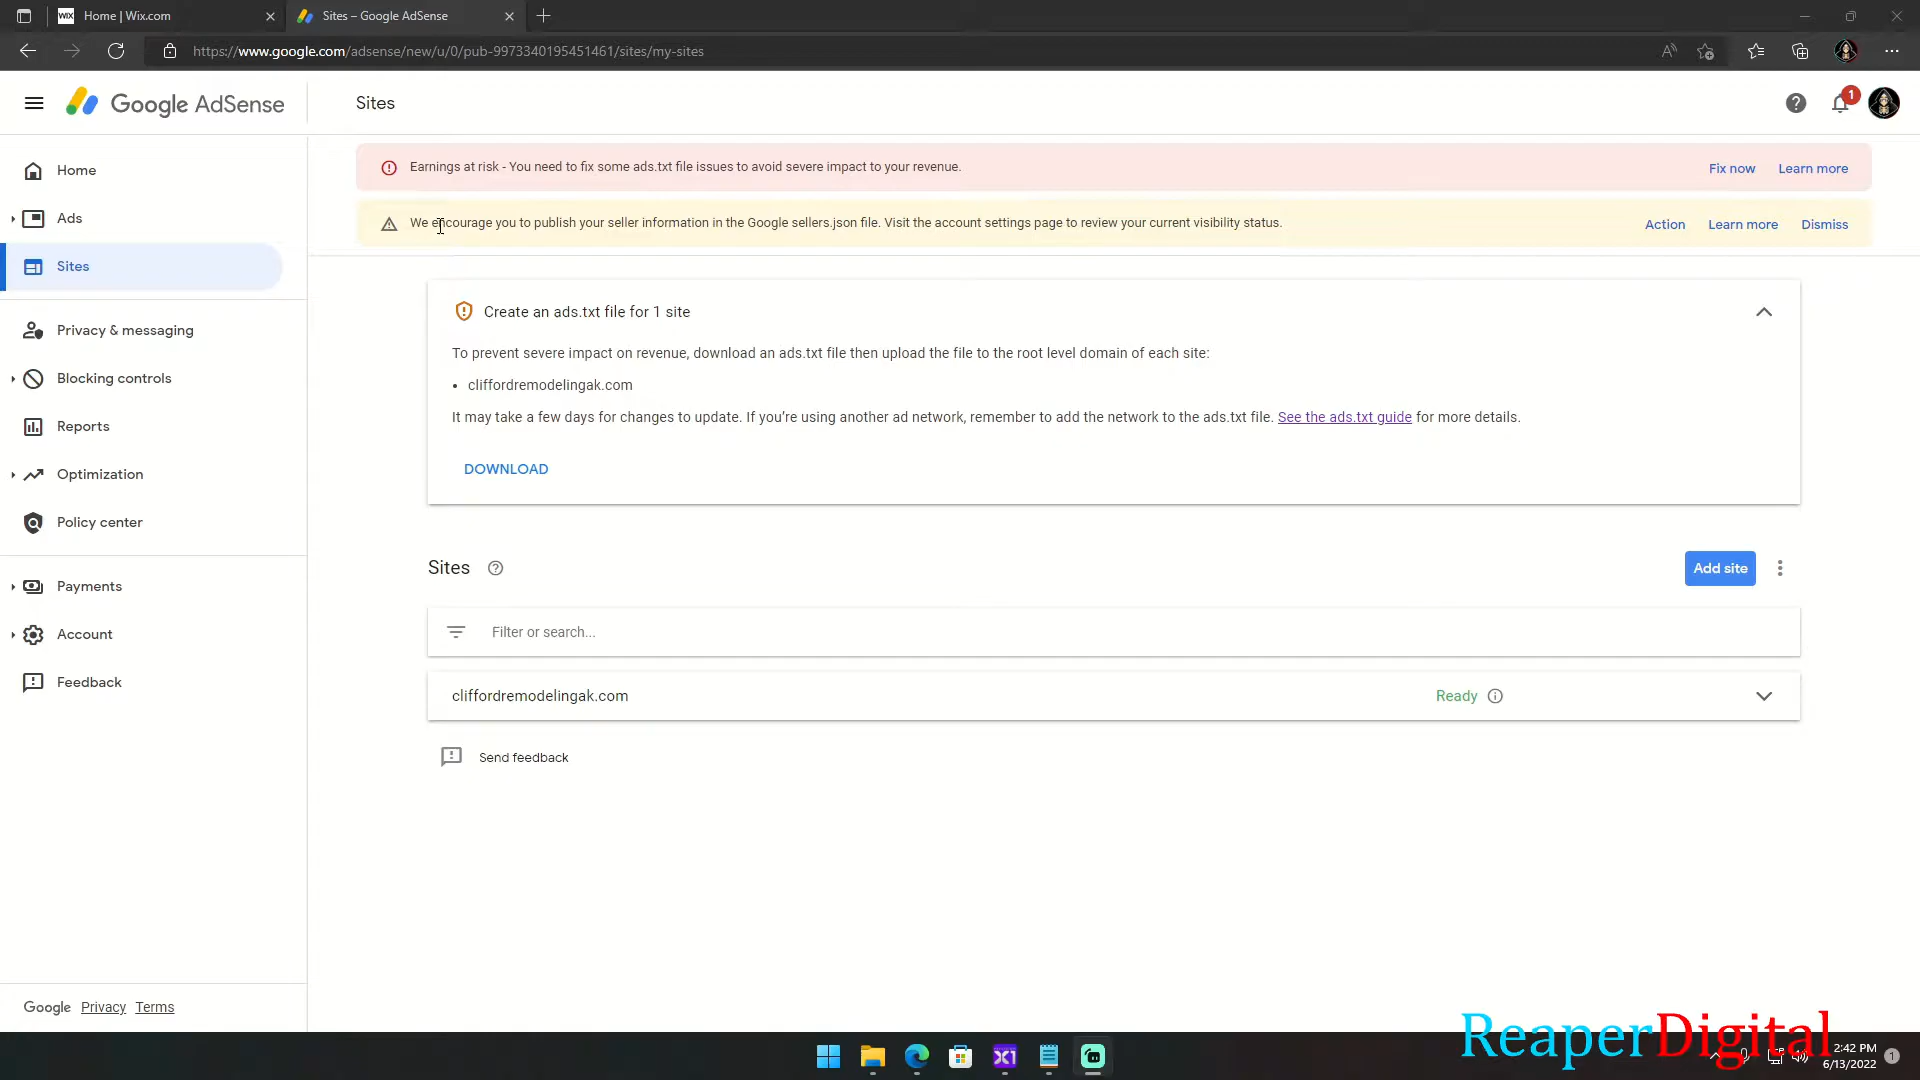 WIX Home | Wix.com
Sites – Google AdSense
https://www.google.com/adsense/new/u/0/pub-9973340195451461/sites/my-sites
Google AdSense
Sites
1
Home
Ads
Sites
Privacy & messaging
Blocking controls
Reports
Optimization
Policy center
Payments
Account
Feedback
Google Privacy Terms
Earnings at risk - You need to fix some ads.txt file issues to avoid severe impact to your revenue.
Fix now Learn more
We encourage you to publish your seller information in the Google sellers.json file. Visit the account settings page to review your current visibility status.
Action Learn more Dismiss
Create an ads.txt file for 1 site
To prevent severe impact on revenue, download an ads.txt file then upload the file to the root level domain of each site:
• cliffordremodelingak.com
It may take a few days for changes to update. If you're using another ad network, remember to add the network to the ads.txt file. See the ads.txt guide for more details.
DOWNLOAD
Sites
Add site
Filter or search...
cliffordremodelingak.com Ready
Send feedback
X1
ReaperDigital
2:42 PM
6/13/2022
1